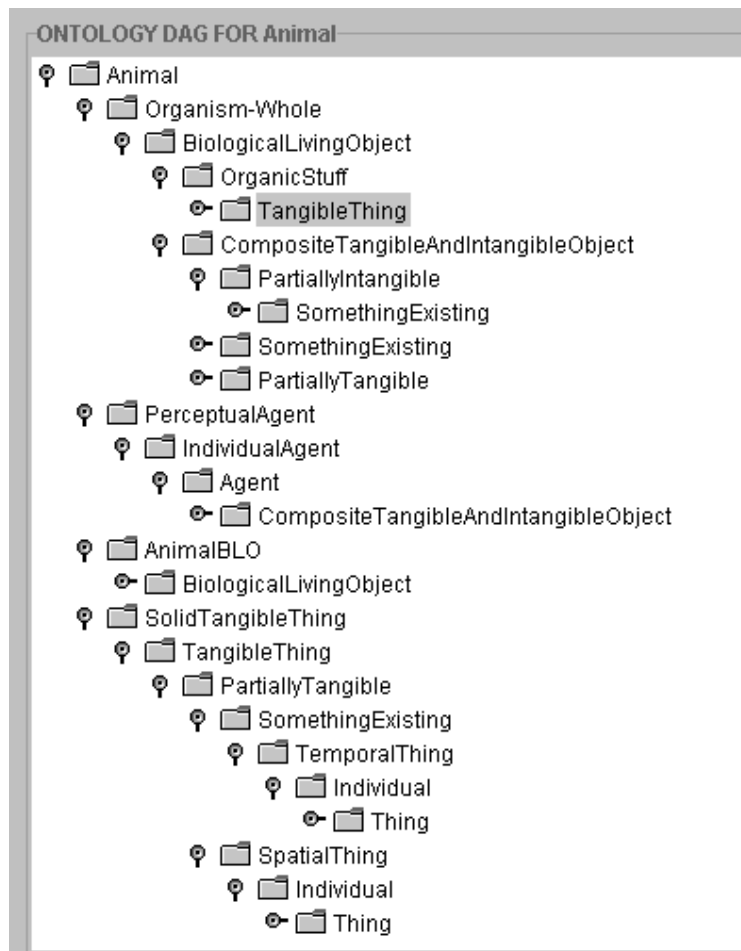 ONTOLOGY DAG FOR Animal
Animal
Organism-Whole
BiologicalLivingObject
OrganicStuff
TangibleThing
CompositeTangibleAndIntangibleObject
PartiallyIntangible
SomethingExisting
SomethingExisting
PartiallyTangible
PerceptualAgent
IndividualAgent
Agent
CompositeTangibleAndIntangibleObject
AnimalBLO
BiologicalLivingObject
SolidTangibleThing
TangibleThing
PartiallyTangible
SomethingExisting
TemporalThing
Individual
Thing
SpatialThing
Individual
Thing